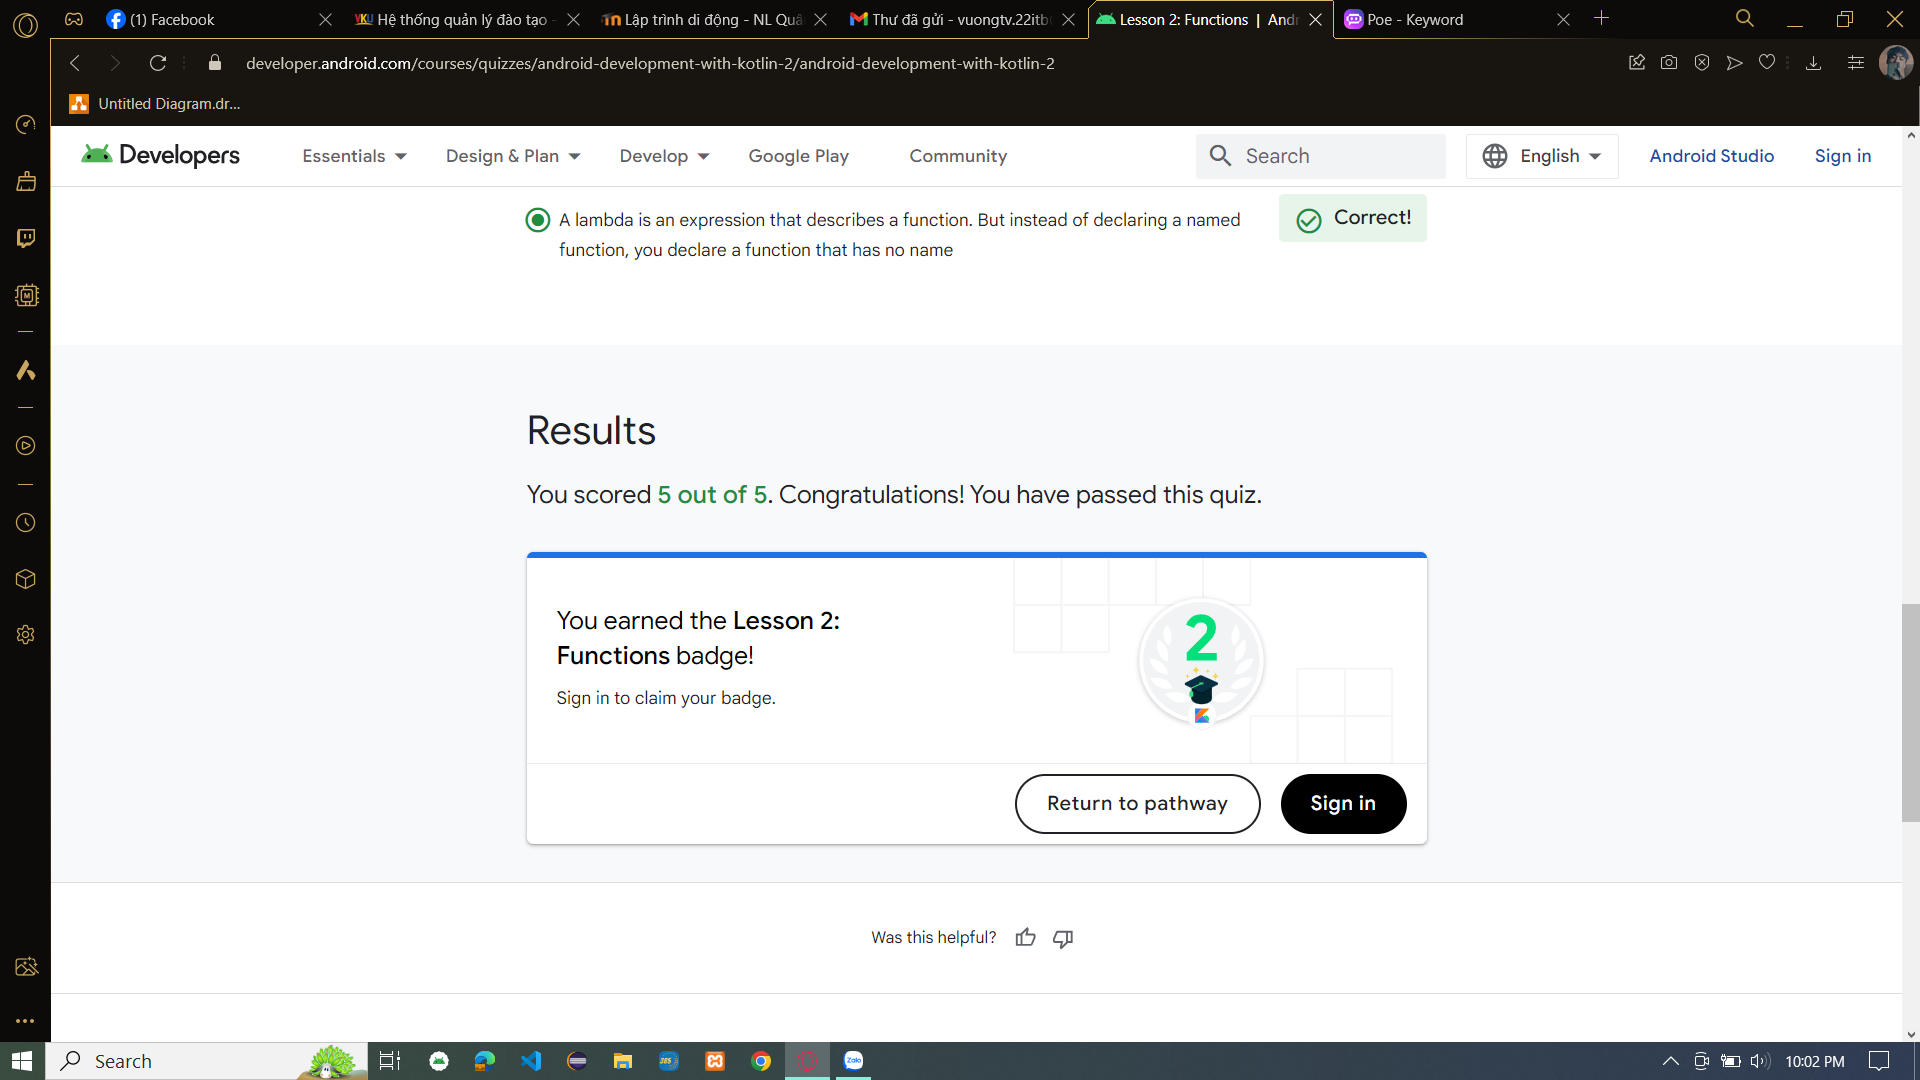 (1) Facebook
Hệ thống quản lý đào tạo -
Lập trình di động - NL Quâ
Thư đã gửi - vuongtv.22itb
Lesson 2: Functions | Andr
Poe - Keyword
developer.android.com/courses/quizzes/android-development-with-kotlin-2/android-development-with-kotlin-2
Untitled Diagram.dr...
Developers
Essentials
Design & Plan
Develop
Google Play
Community
Search
English
Android Studio
Sign in
A lambda is an expression that describes a function. But instead of declaring a named
function, you declare a function that has no name
Correct!
Results
You scored 5 out of 5. Congratulations! You have passed this quiz.
You earned the Lesson 2:
Functions badge!
Sign in to claim your badge.
2
Return to pathway
Sign in
Was this helpful?
Search
Zalo
10:02 PM